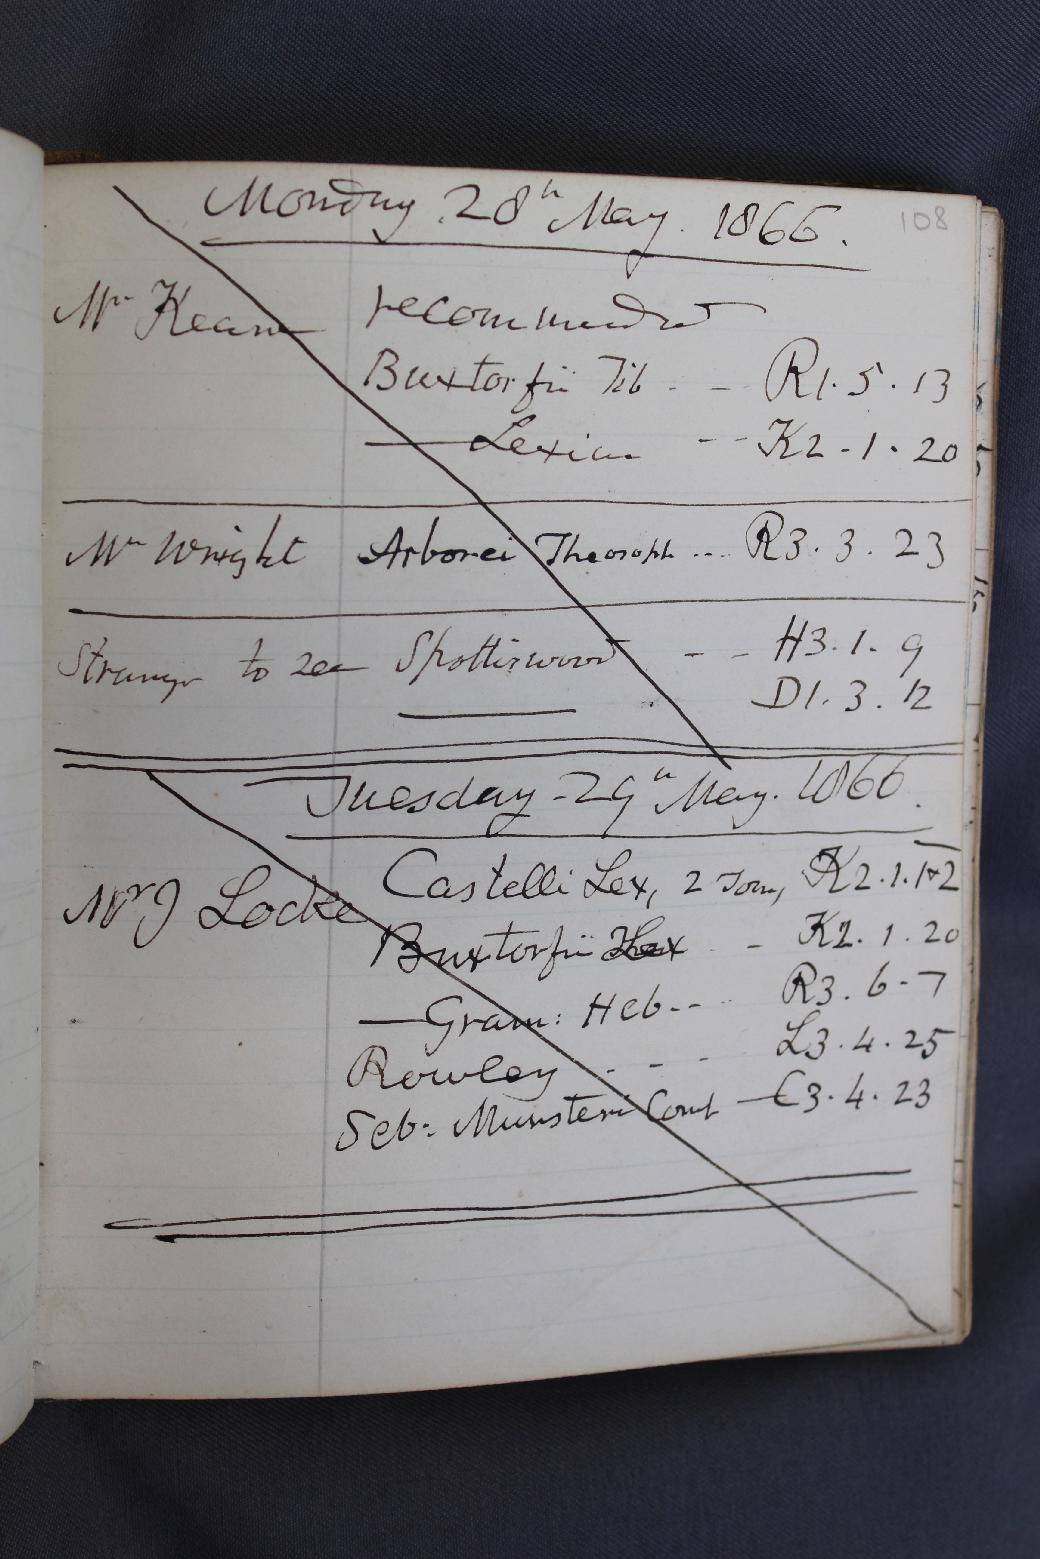 108
Monday 28th May. 1866.
Mr Keane recommended
Buxtorfii Tib - - R1. 5. 13
—— Lexicon -- K2 - 1. 20
Mr Wright Arborei Theosoph ... R3. 3. 23
Stranger to see Spottiswood - - H3. 1. 9
D1. 3. 12
Tuesday 29th May. 1866.
Mr J Locke Castelli Lex, 2 Tom, K2. 1. 1+2
Buxtorfii Lex - K2. 1. 20
—— Gram: Heb - - R3. 6 - 7
Rowley - - - L3. 4. 25
Seb: Munsteri Comt — C3. 4. 23